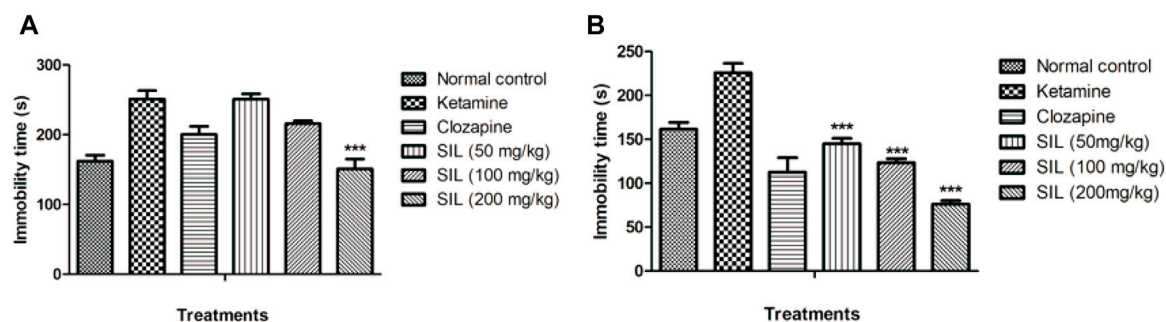 A
Immobility time (s)
300
200
100
0
Treatments
Normal control
Ketamine
Clozapine
SIL (50 mg/kg)
SIL (100 mg/kg)
SIL (200 mg/kg)
***
B
Immobility time (s)
250
200
150
100
50
0
Treatments
***
***
***
Normal control
Ketamine
Clozapine
SIL (50mg/kg)
SIL (100 mg/kg)
SIL (200mg/kg)